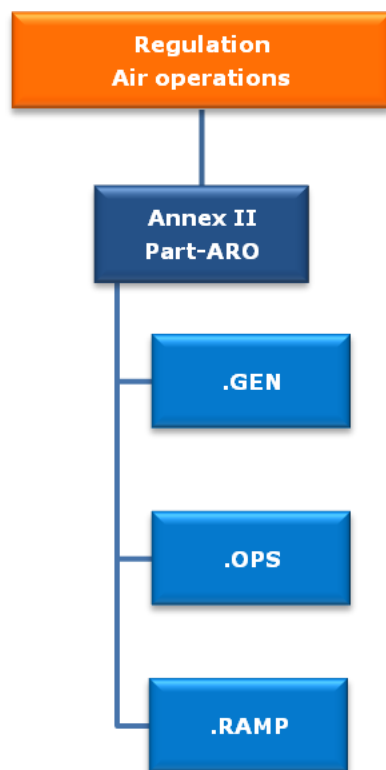 Regulation
Air operations
Annex II
Part-ARO
.GEN
.OPS
.RAMP